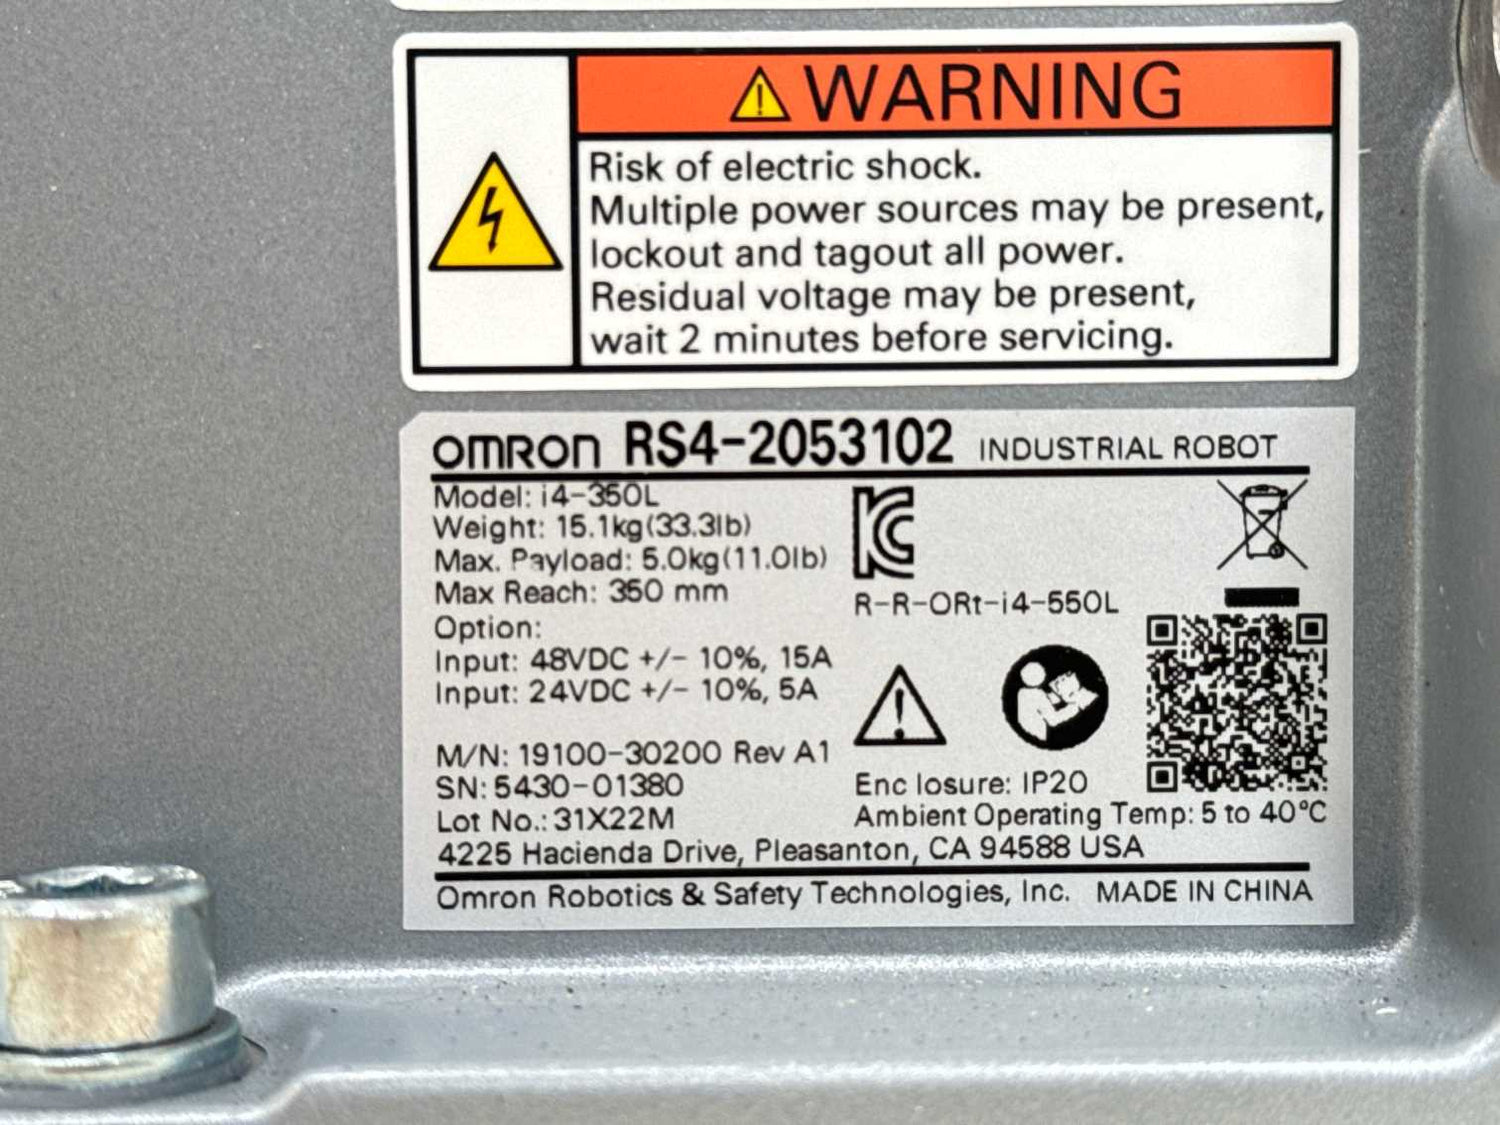 WARNING
Risk of electric shock.
Multiple power sources may be present,
lockout and tagout all power.
Residual voltage may be present,
wait 2 minutes before servicing.
OMRON RS4-2053102 INDUSTRIAL ROBOT
Model: i4-350L
Weight: 15.1kg(33.3lb)
Max. Payload: 5.0kg(11.0lb)
Max Reach: 350 mm
R-R-ORt-i4-550L
Option:
Input: 48VDC +/- 10%, 15A
Input: 24VDC +/- 10%, 5A
M/N: 19100-30200 Rev A1
SN: 5430-01380
Enc losure: IP20
Lot No.: 31X22M
Ambient Operating Temp: 5 to 40°C
4225 Hacienda Drive, Pleasanton, CA 94588 USA
Omron Robotics & Safety Technologies, Inc. MADE IN CHINA